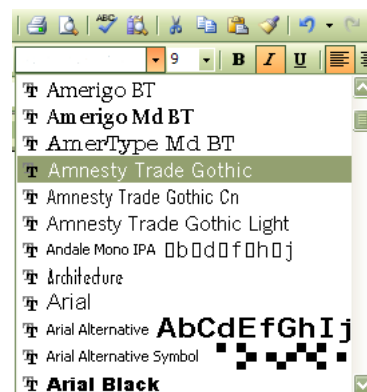 ABC
9 B I U
Amerigo BT
Amerigo Md BT
AmerType Md BT
Amnesty Trade Gothic
Amnesty Trade Gothic Cn
Amnesty Trade Gothic Light
Andale Mono IPA □b□d□f□h□j
Architecture
Arial
Arial Alternative AbCdEfGhIj
Arial Alternative Symbol
Arial Black